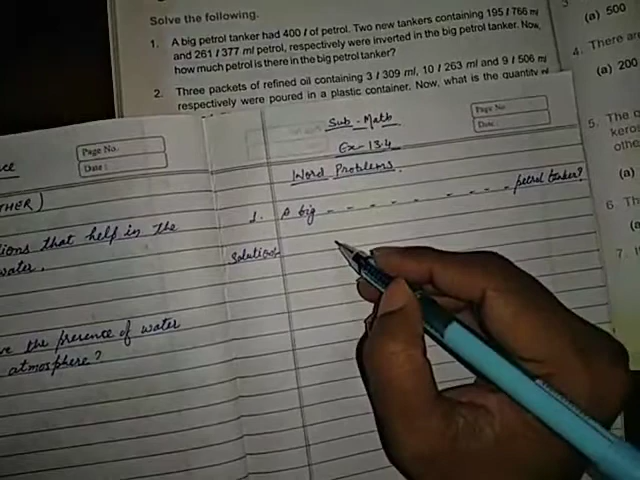 Solve the following.
1. A big petrol tanker had 400 l of petrol. Two new tankers containing 195 l 766 ml
and 261 l 377 ml petrol, respectively were inverted in the big petrol tanker. Now,
how much petrol is there in the big petrol tanker?
2. Three packets of refined oil containing 3 l 309 ml, 10 l 263 ml and 9 l 506 ml
respectively were poured in a plastic container. Now, what is the quantity
3
(a) 500
4. There are
(a) 200
5. The
kero
othe
(a)
6. Th
(a
7.
Page No.
Date :
THER)
ions that help in the
water.
the presence of water
atmosphere?
Page No.
Date :
Sub - Math
Ex - 13.4
Word Problems.
1. A big - - - - - - - - - petrol tanker?
Solution